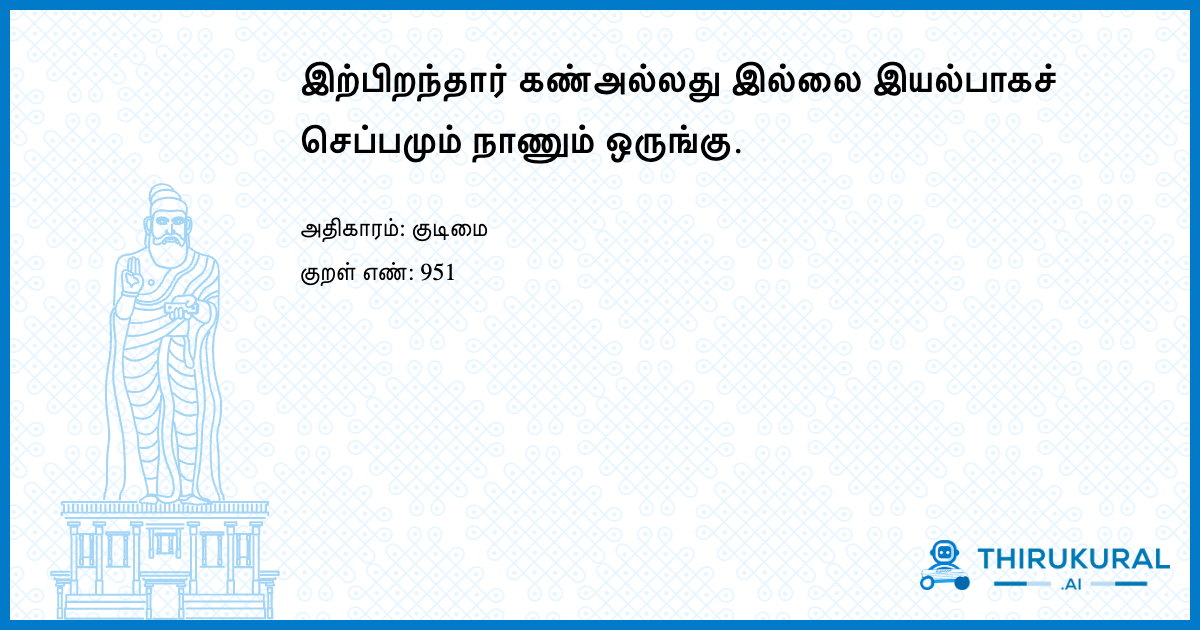 இற்பிறந்தார் கண்அல்லது இல்லை இயல்பாகச்
செப்பமும் நாணும் ஒருங்கு.
அதிகாரம்: குடிமை
குறள் எண்: 951
THIRUKURAL
.AI